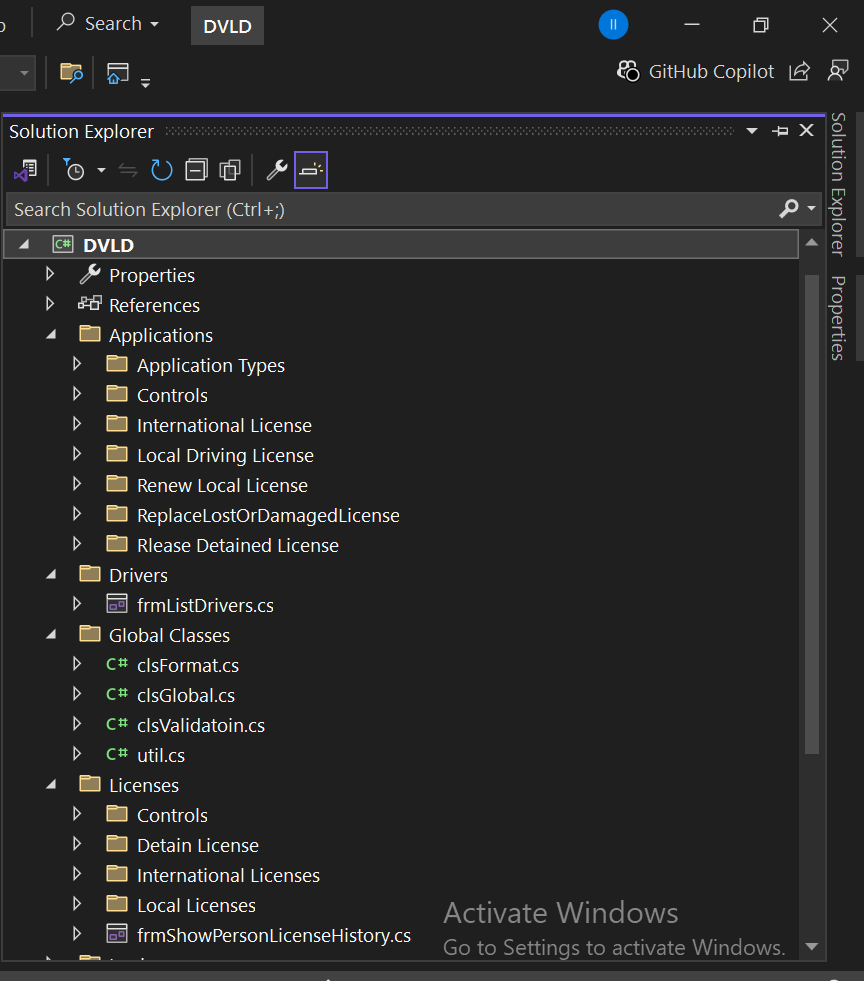 Search
DVLD
II
GitHub Copilot
Solution Explorer
Search Solution Explorer (Ctrl+;)
C# DVLD
Properties
References
Applications
Application Types
Controls
International License
Local Driving License
Renew Local License
ReplaceLostOrDamagedLicense
Rlease Detained License
Drivers
frmListDrivers.cs
Global Classes
C# clsFormat.cs
C# clsGlobal.cs
C# clsValidatoin.cs
C# util.cs
Licenses
Controls
Detain License
International Licenses
Local Licenses
frmShowPersonLicenseHistory.cs
Activate Windows
Go to Settings to activate Windows.
Solution Explorer
Properties